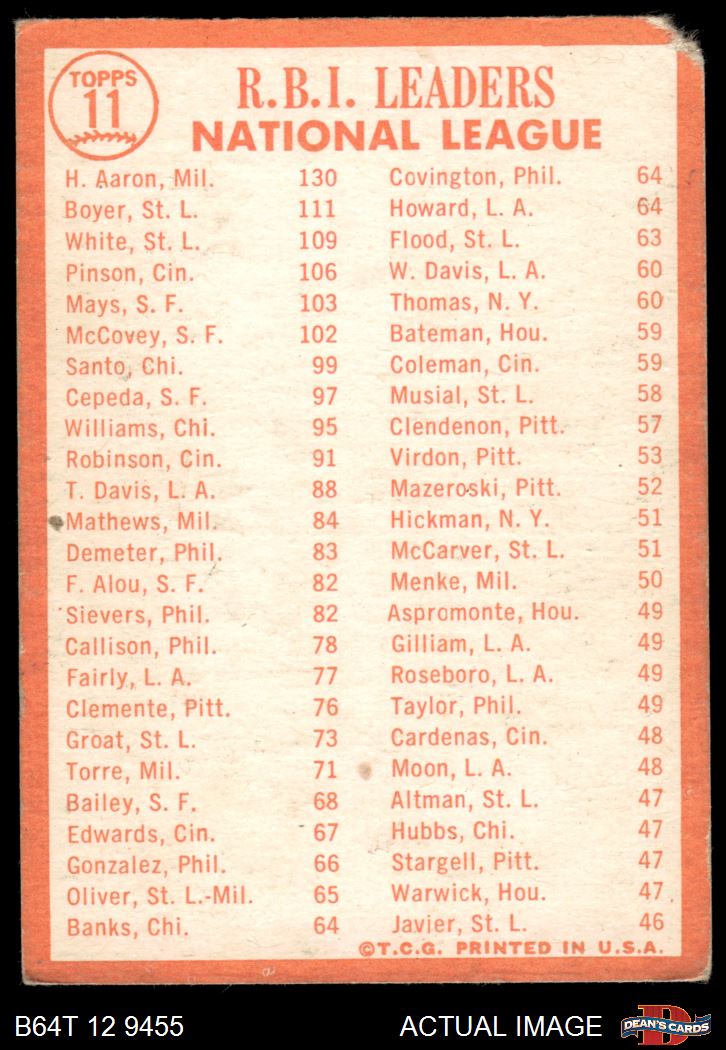 TOPPS
11
R.B.I. LEADERS
NATIONAL LEAGUE
H. Aaron, Mil. 130
Boyer, St. L. 111
White, St. L. 109
Pinson, Cin. 106
Mays, S. F. 103
McCovey, S. F. 102
Santo, Chi. 99
Cepeda, S. F. 97
Williams, Chi. 95
Robinson, Cin. 91
T. Davis, L. A. 88
Mathews, Mil. 84
Demeter, Phil. 83
F. Alou, S. F. 82
Sievers, Phil. 82
Callison, Phil. 78
Fairly, L. A. 77
Clemente, Pitt. 76
Groat, St. L. 73
Torre, Mil. 71
Bailey, S. F. 68
Edwards, Cin. 67
Gonzalez, Phil. 66
Oliver, St. L.-Mil. 65
Banks, Chi. 64
Covington, Phil. 64
Howard, L. A. 64
Flood, St. L. 63
W. Davis, L. A. 60
Thomas, N. Y. 60
Bateman, Hou. 59
Coleman, Cin. 59
Musial, St. L. 58
Clendenon, Pitt. 57
Virdon, Pitt. 53
Mazeroski, Pitt. 52
Hickman, N. Y. 51
McCarver, St. L. 51
Menke, Mil. 50
Aspromonte, Hou. 49
Gilliam, L. A. 49
Roseboro, L. A. 49
Taylor, Phil. 49
Cardenas, Cin. 48
Moon, L. A. 48
Altman, St. L. 47
Hubbs, Chi. 47
Stargell, Pitt. 47
Warwick, Hou. 47
Javier, St. L. 46
©T.C.G. PRINTED IN U.S.A.
B64T 12 9455
ACTUAL IMAGE
D
DEAN'S CARDS